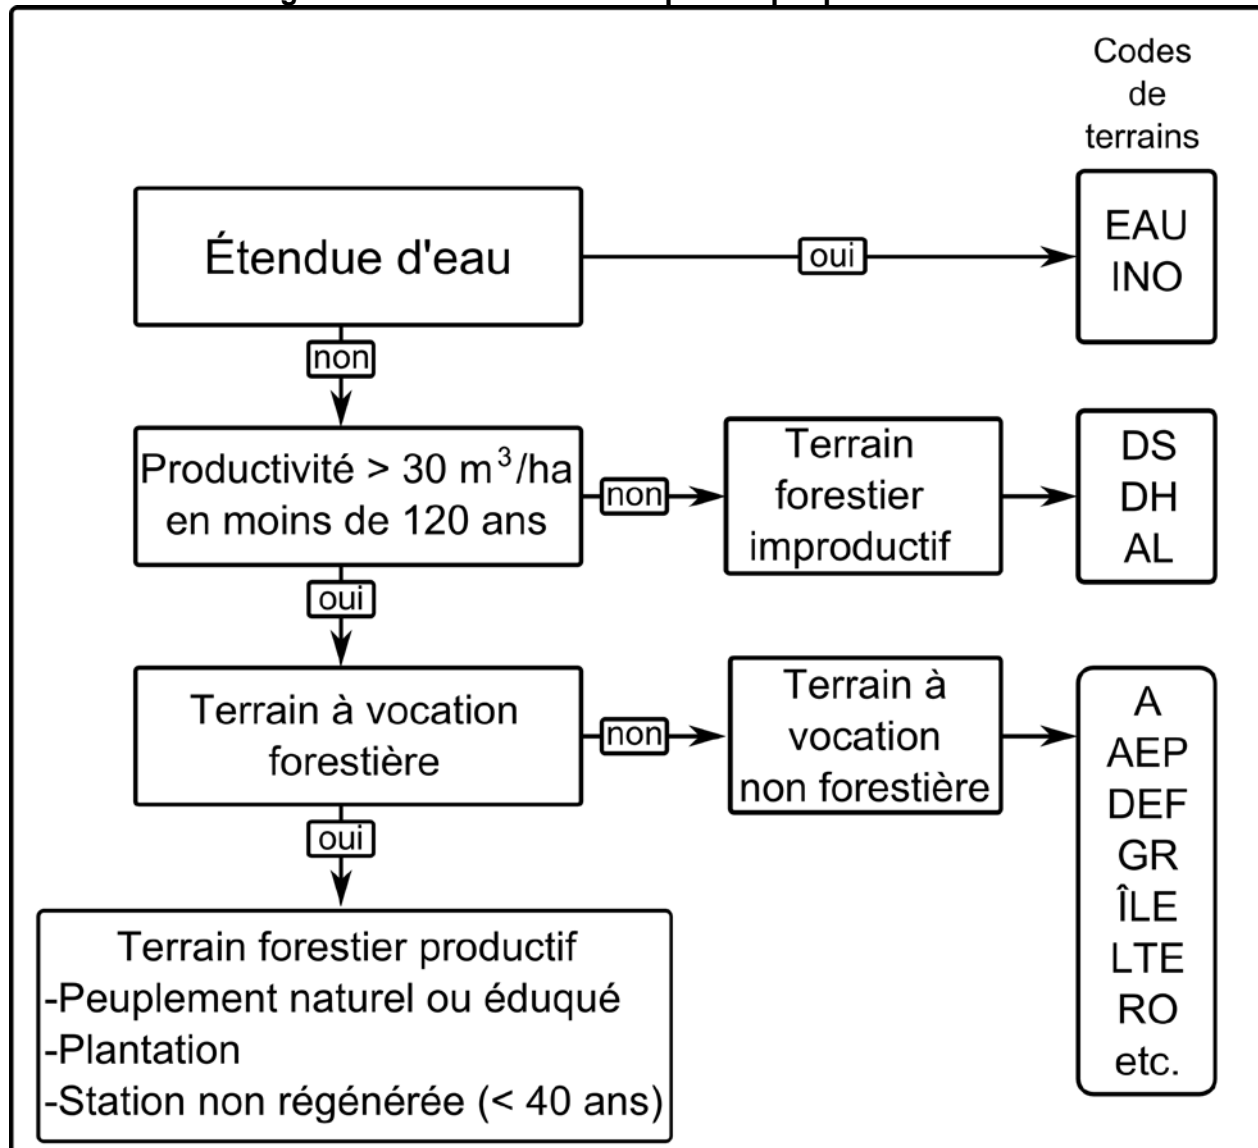 Codes
de
terrains
Étendue d'eau
oui
EAU
INO
non
Productivité > 30 m³/ha
en moins de 120 ans
non
Terrain
forestier
improductif
DS
DH
AL
oui
Terrain à vocation
forestière
non
Terrain à
vocation
non forestière
A
AEP
DEF
GR
ÎLE
LTE
RO
etc.
oui
Terrain forestier productif
-Peuplement naturel ou éduqué
-Plantation
-Station non régénérée (< 40 ans)